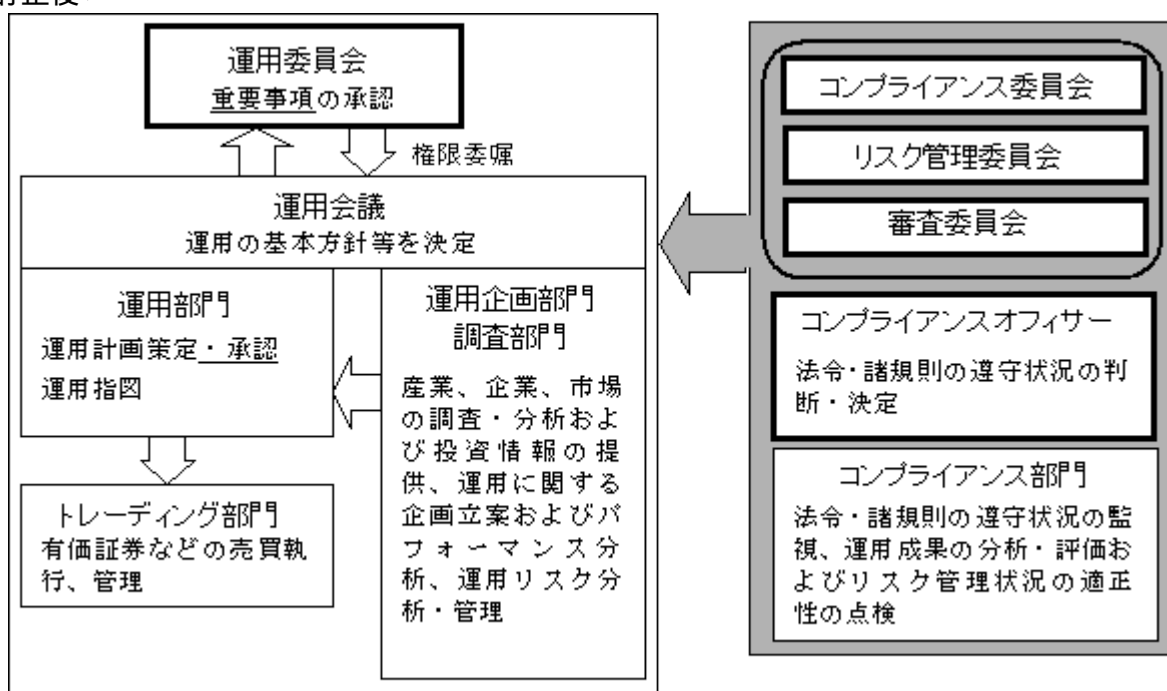 運用委員会
重要事項の承認
権限委嘱
運用会議
運用の基本方針等を決定
運用部門
運用計画策定・承認
運用指図
運用企画部門
調査部門
産業、企業、市場
の調査・分析およ
び投資情報の提
供、運用に関する
企画立案およびパ
フォーマンス分
析、運用リスク分
析・管理
トレーディング部門
有価証券などの売買執
行、管理
コンプライアンス委員会
リスク管理委員会
審査委員会
コンプライアンスオフィサー
法令・諸規則の遵守状況の判
断・決定
コンプライアンス部門
法令・諸規則の遵守状況の監
視、運用成果の分析・評価お
よびリスク管理状況の適正
性の点検